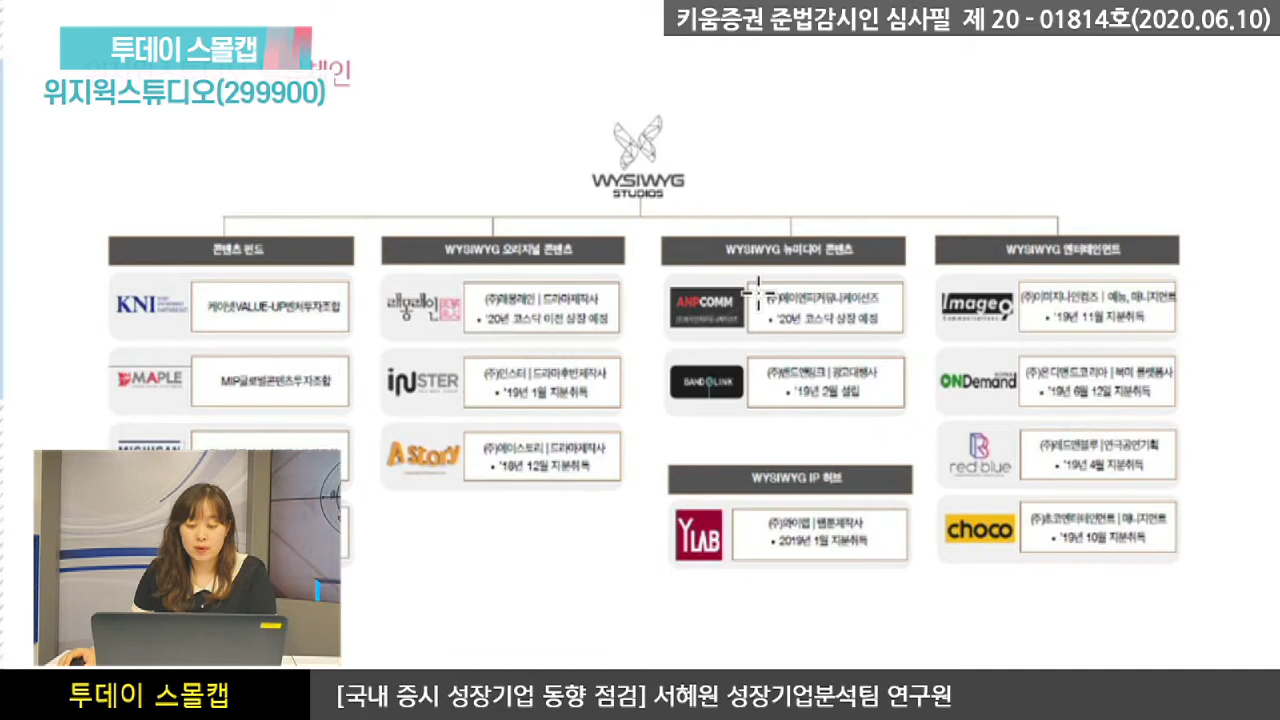 키움증권 준법감시인 심사필 제 20 - 01814호(2020.06.10)
투데이 스몰캡
위지윅스튜디오(299900)
WYSIWYG
STUDIOS
콘텐츠 펀드
KNI
케이넷VALUE-UP벤처투자조합
MAPLE
MIP글로벌콘텐츠투자조합
MICHIGAN
WYSIWYG 오리지널 콘텐츠
래몽래인
(주)래몽래인 | 드라마제작사
• '20년 코스닥 이전 상장 예정
iNSTER
(주)인스터 | 드라마후반제작사
• '19년 1월 지분취득
A Story
(주)에이스토리 | 드라마제작사
• '18년 12월 지분취득
WYSIWYG 뉴미디어 콘텐츠
ANPCOMM
(주)에이앤피커뮤니케이션즈
• '20년 코스닥 상장 예정
BAND LINK
(주)밴드앤링크 | 광고대행사
• '19년 2월 설립
WYSIWYG IP 허브
YLAB
(주)와이랩 | 웹툰제작사
• 2019년 1월 지분취득
WYSIWYG 엔터테인먼트
Image9
Communications
(주)이미지나인컴즈 | 예능, 매니지먼트
• '19년 11월 지분취득
ONDemand
(주)온디맨드코리아 | 북미 플랫폼사
• '19년 6월 12일 지분취득
red blue
(주)레드앤블루 | 연극공연기획
• '19년 4월 지분취득
choco
(주)초코엔터테인먼트 | 매니지먼트
• '19년 10월 지분취득
투데이 스몰캡
[국내 증시 성장기업 동향 점검] 서혜원 성장기업분석팀 연구원